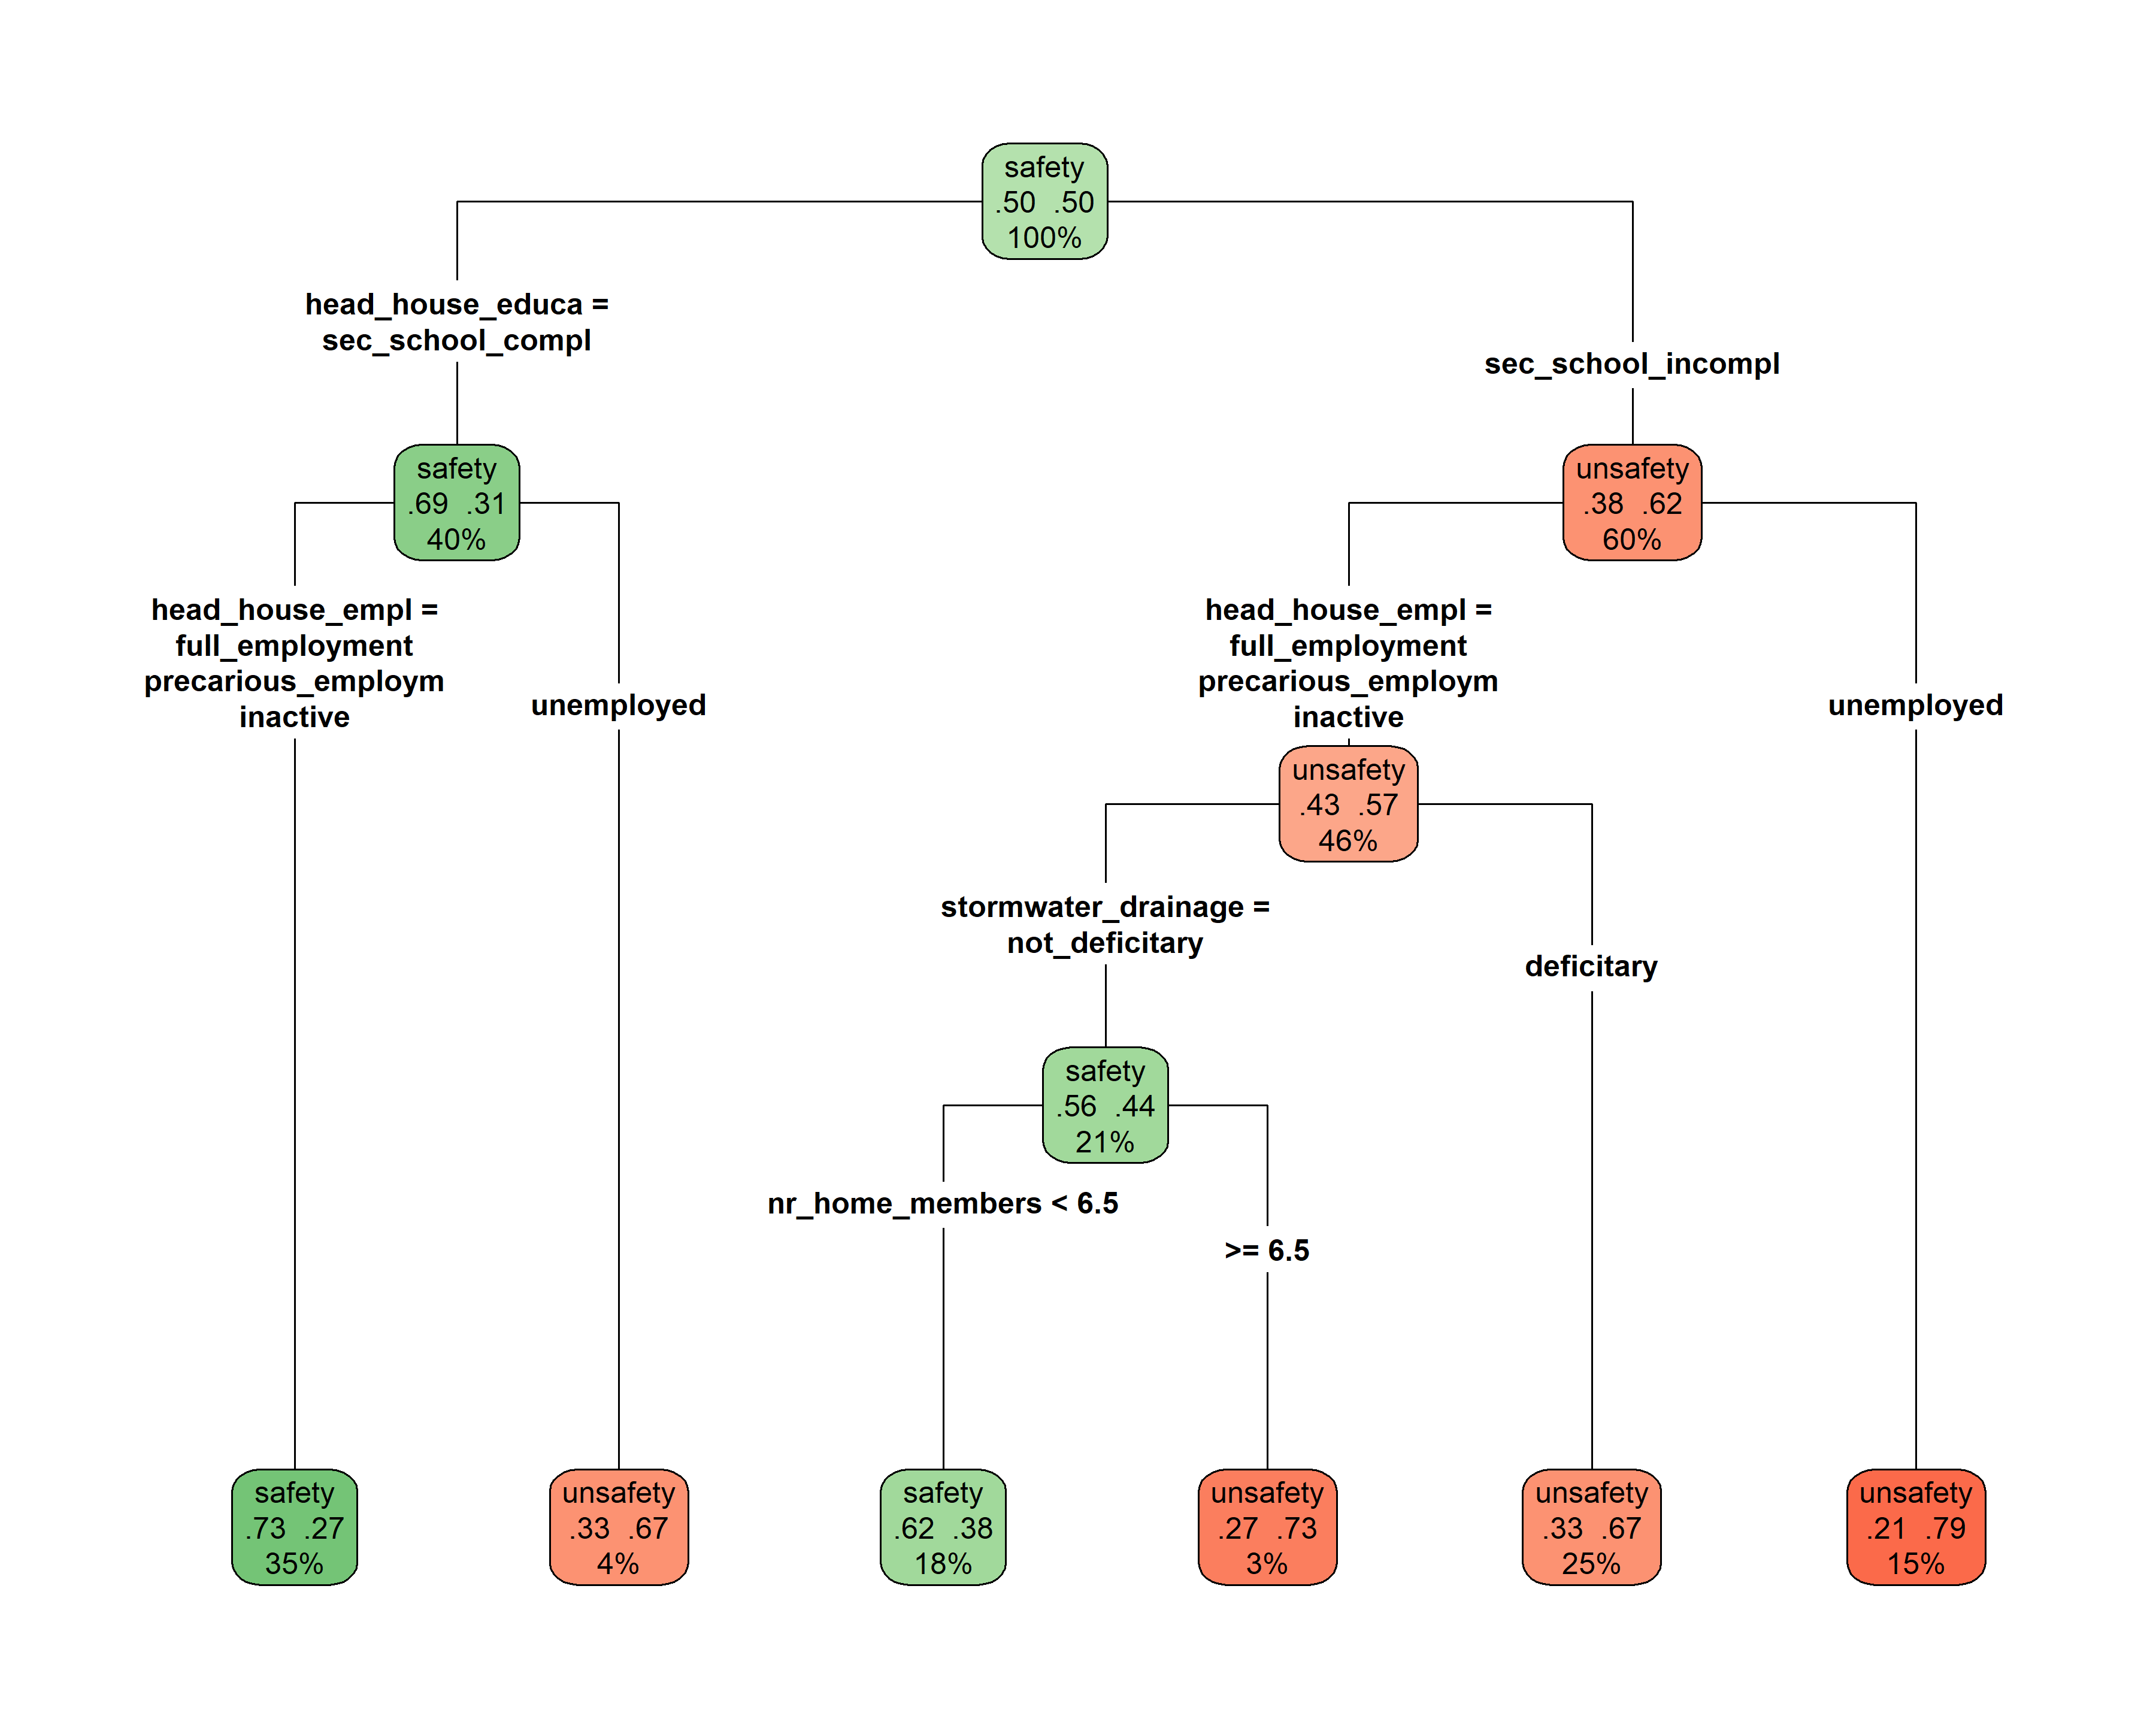 safety
.50 .50
100%
head_house_educa =
sec_school_compl
sec_school_incompl
safety
.69 .31
40%
unsafety
.38 .62
60%
head_house_empl =
full_employment
precarious_employm
inactive
unemployed
head_house_empl =
full_employment
precarious_employm
inactive
unemployed
unsafety
.43 .57
46%
stormwater_drainage =
not_deficitary
deficitary
safety
.56 .44
21%
nr_home_members < 6.5
>= 6.5
safety
.73 .27
35%
unsafety
.33 .67
4%
safety
.62 .38
18%
unsafety
.27 .73
3%
unsafety
.33 .67
25%
unsafety
.21 .79
15%